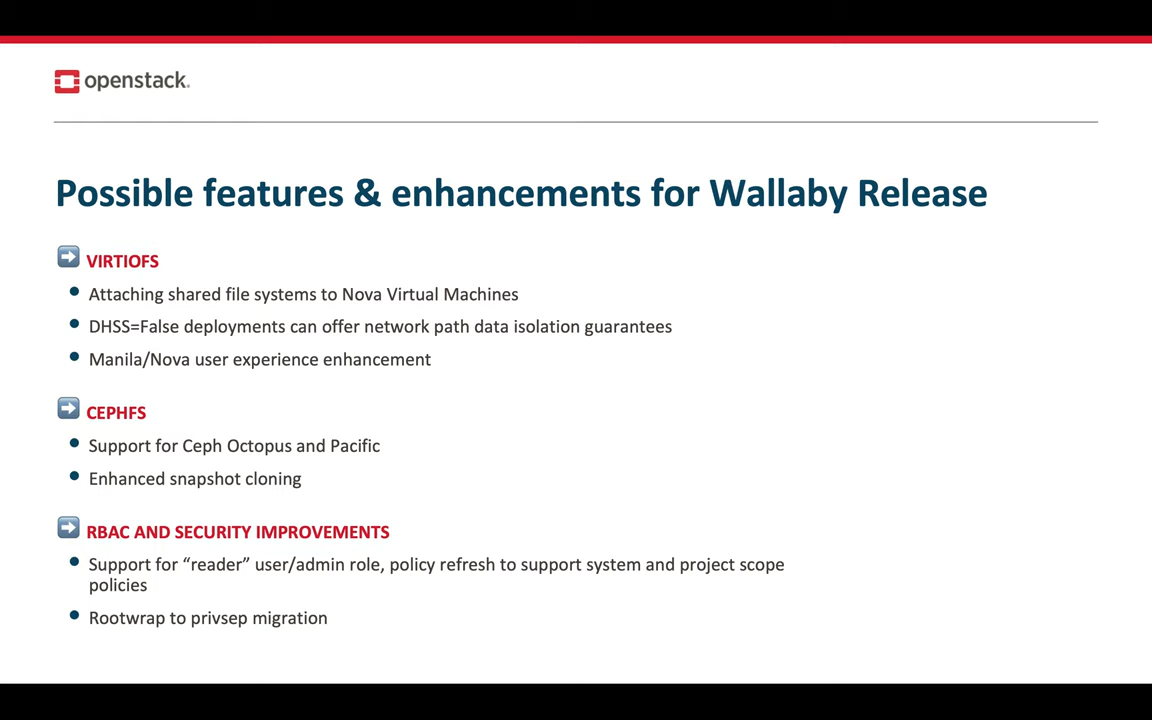 openstack.
Possible features & enhancements for Wallaby Release
VIRTIOFS
Attaching shared file systems to Nova Virtual Machines
DHSS=False deployments can offer network path data isolation guarantees
Manila/Nova user experience enhancement
CEPHFS
Support for Ceph Octopus and Pacific
Enhanced snapshot cloning
RBAC AND SECURITY IMPROVEMENTS
Support for “reader” user/admin role, policy refresh to support system and project scope
policies
Rootwrap to privsep migration